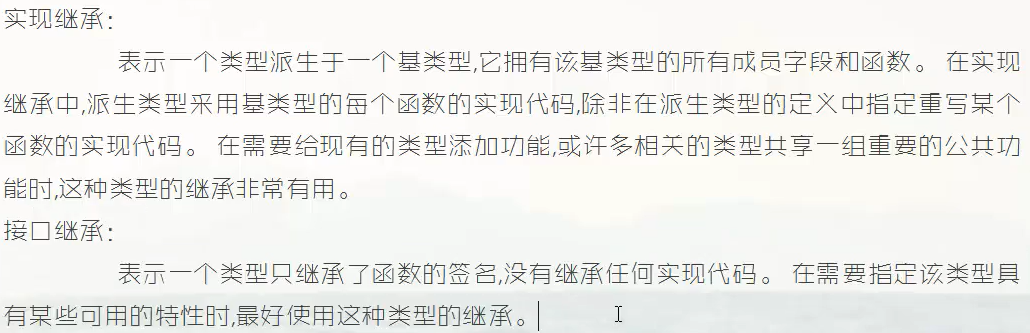 实现继承:
表示一个类型派生于一个基类型,它拥有该基类型的所有成员字段和函数。 在实现
继承中,派生类型采用基类型的每个函数的实现代码,除非在派生类型的定义中指定重写某个
函数的实现代码。 在需要给现有的类型添加功能,或许多相关的类型共享一组重要的公共功
能时,这种类型的继承非常有用。
接口继承:
表示一个类型只继承了函数的签名,没有继承任何实现代码。 在需要指定该类型具
有某些可用的特性时,最好使用这种类型的继承。